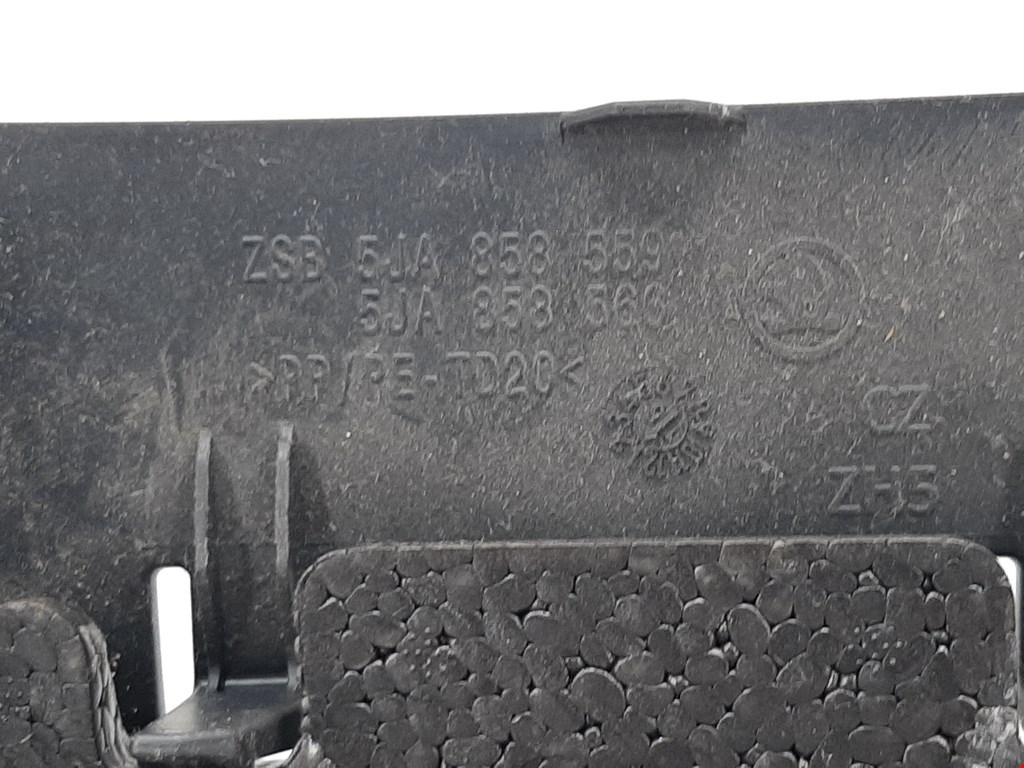 ZSB 5JA 858 559
5JA 858 560
>PP/PE-TD20<
CZ
ZH5